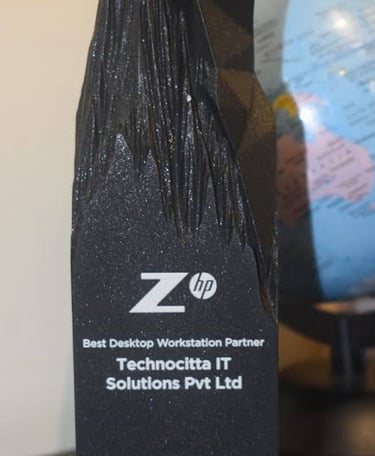 Z hp
Best Desktop Workstation Partner
Technocitta IT
Solutions Pvt Ltd